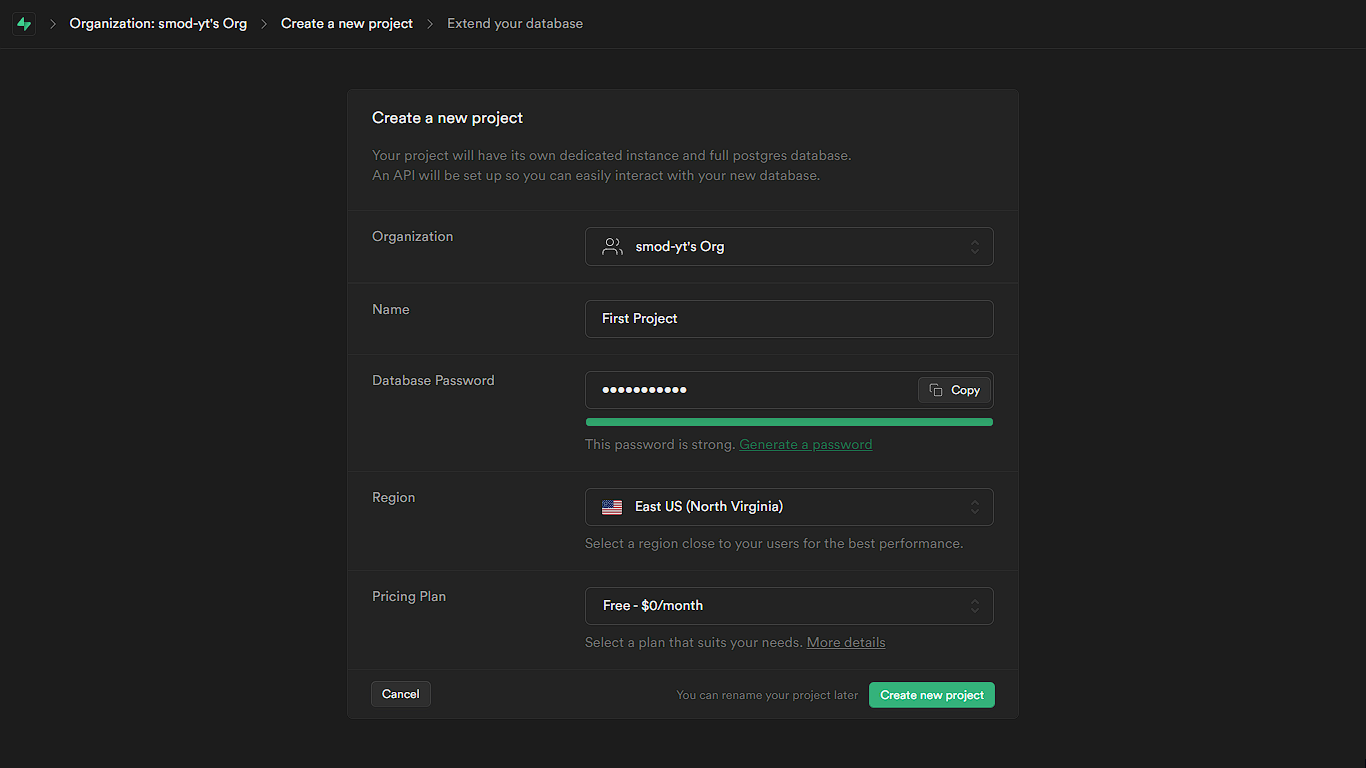 Organization: smod-yt's Org > Create a new project > Extend your database
Create a new project
Your project will have its own dedicated instance and full postgres database.
An API will be set up so you can easily interact with your new database.
Organization
smod-yt's Org
Name
First Project
Database Password
•••••••••••
Copy
This password is strong. Generate a password
Region
East US (North Virginia)
Select a region close to your users for the best performance.
Pricing Plan
Free - $0/month
Select a plan that suits your needs. More details
Cancel
You can rename your project later
Create new project